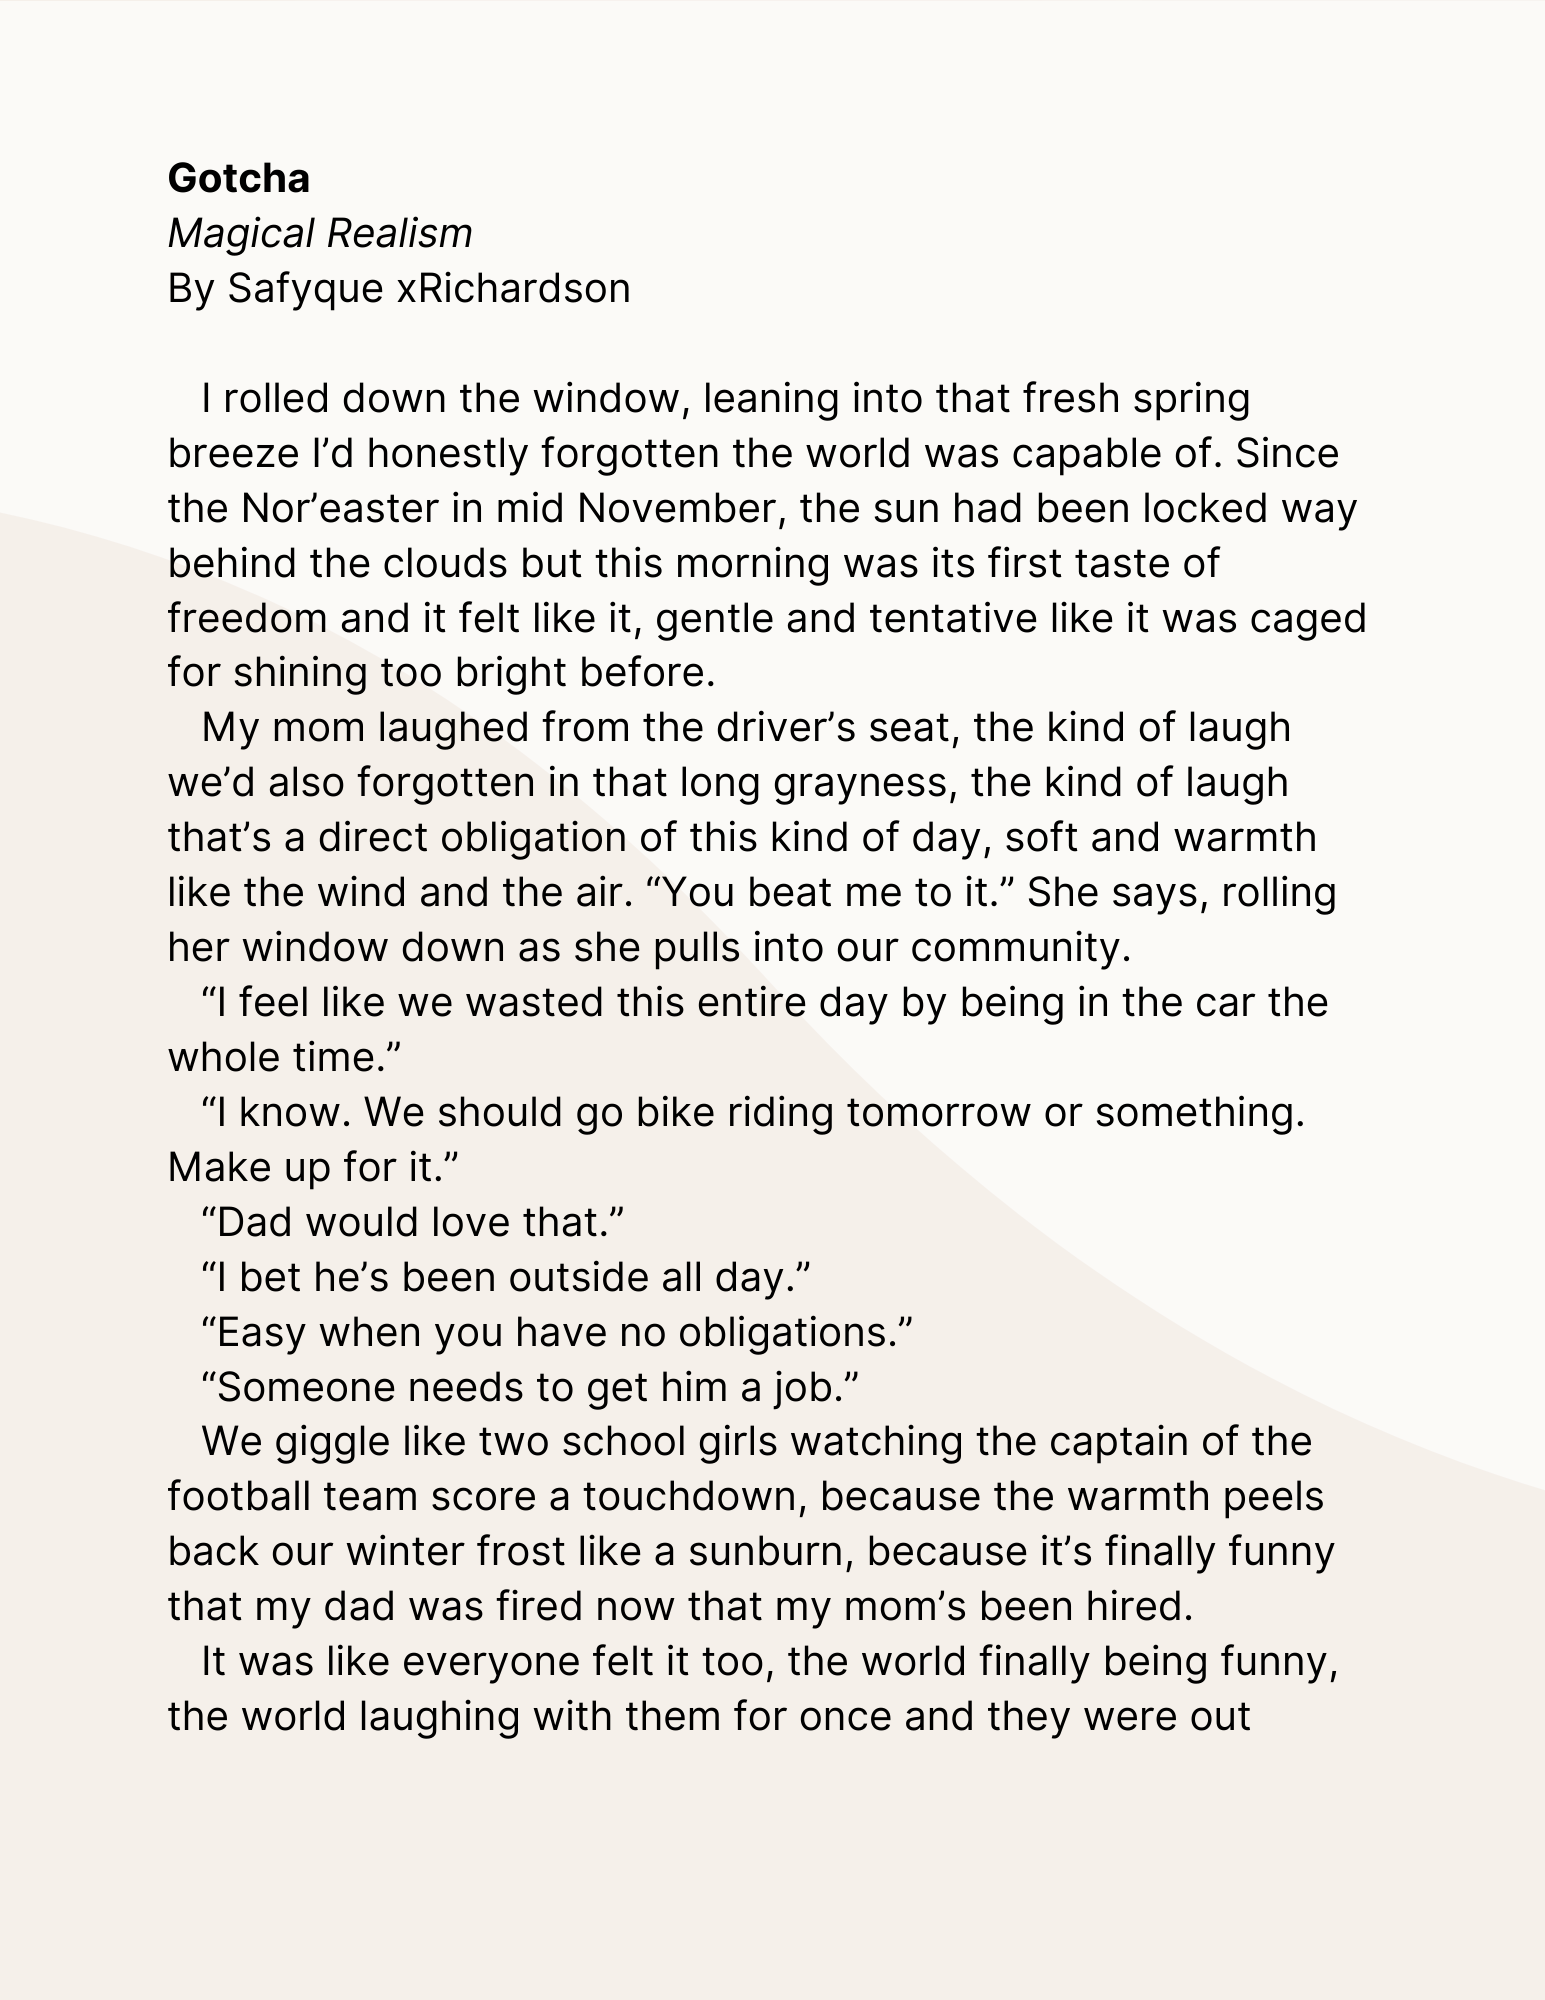 Gotcha
Magical Realism
By Safyque xRichardson
I rolled down the window, leaning into that fresh spring
breeze I’d honestly forgotten the world was capable of. Since
the Nor’easter in mid November, the sun had been locked way
behind the clouds but this morning was its first taste of
freedom and it felt like it, gentle and tentative like it was caged
for shining too bright before.
My mom laughed from the driver’s seat, the kind of laugh
we’d also forgotten in that long grayness, the kind of laugh
that’s a direct obligation of this kind of day, soft and warmth
like the wind and the air. “You beat me to it.” She says, rolling
her window down as she pulls into our community.
“I feel like we wasted this entire day by being in the car the
whole time.”
“I know. We should go bike riding tomorrow or something.
Make up for it.”
“Dad would love that.”
“I bet he’s been outside all day.”
“Easy when you have no obligations.”
“Someone needs to get him a job.”
We giggle like two school girls watching the captain of the
football team score a touchdown, because the warmth peels
back our winter frost like a sunburn, because it’s finally funny
that my dad was fired now that my mom’s been hired.
It was like everyone felt it too, the world finally being funny,
the world laughing with them for once and they were out